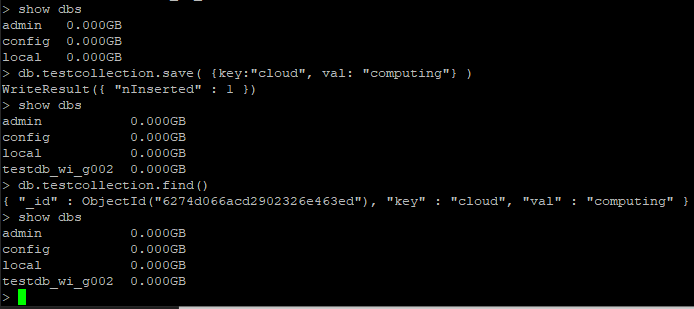 > show dbs
admin   0.000GB
config  0.000GB
local   0.000GB
> db.testcollection.save( {key:"cloud", val: "computing"} )
WriteResult({ "nInserted" : 1 })
> show dbs
admin           0.000GB
config          0.000GB
local           0.000GB
testdb_wi_g002  0.000GB
> db.testcollection.find()
{ "_id" : ObjectId("6274d066acd2902326e463ed"), "key" : "cloud", "val" : "computing" }
> show dbs
admin           0.000GB
config          0.000GB
local           0.000GB
testdb_wi_g002  0.000GB
>